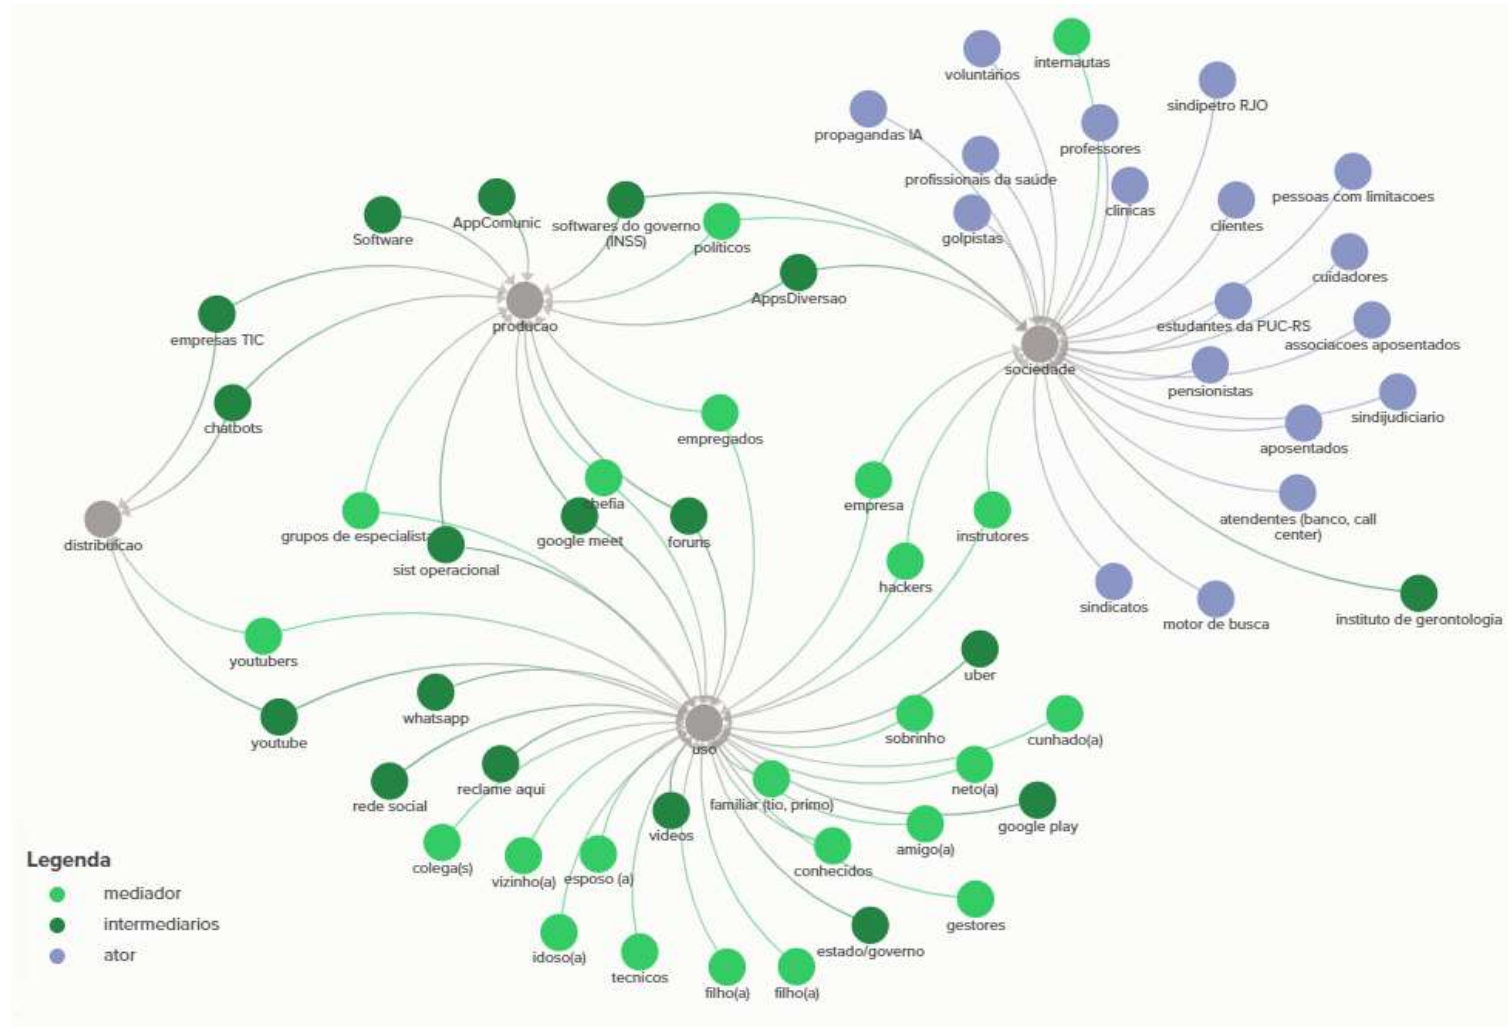 voluntários
internautas
sindipetro RJO
propagandas IA
professores
profissionais da saúde
clínicas
pessoas com limitacoes
clientes
golpistas
AppComunic
softwares do governo
(INSS)
Software
políticos
cuidadores
AppsDiversao
producao
estudantes da PUC-RS
empresas TIC
associacoes aposentados
sociedade
pensionistas
chatbots
empregados
sindijudiciario
aposentados
chefia
empresa
atendentes (banco, call
center)
grupos de especialista
google meet
foruns
instrutores
distribuicao
sist operacional
hackers
sindicatos
motor de busca
instituto de gerontologia
youtubers
uber
whatsapp
sobrinho
cunhado(a)
youtube
uso
rede social
reclame aqui
familiar (tio, primo)
neto(a)
google play
videos
amigo(a)
colega(s)
vizinho(a)
esposo (a)
conhecidos
gestores
estado/governo
idoso(a)
tecnicos
filho(a)
filho(a)
Legenda
mediador
intermediarios
ator